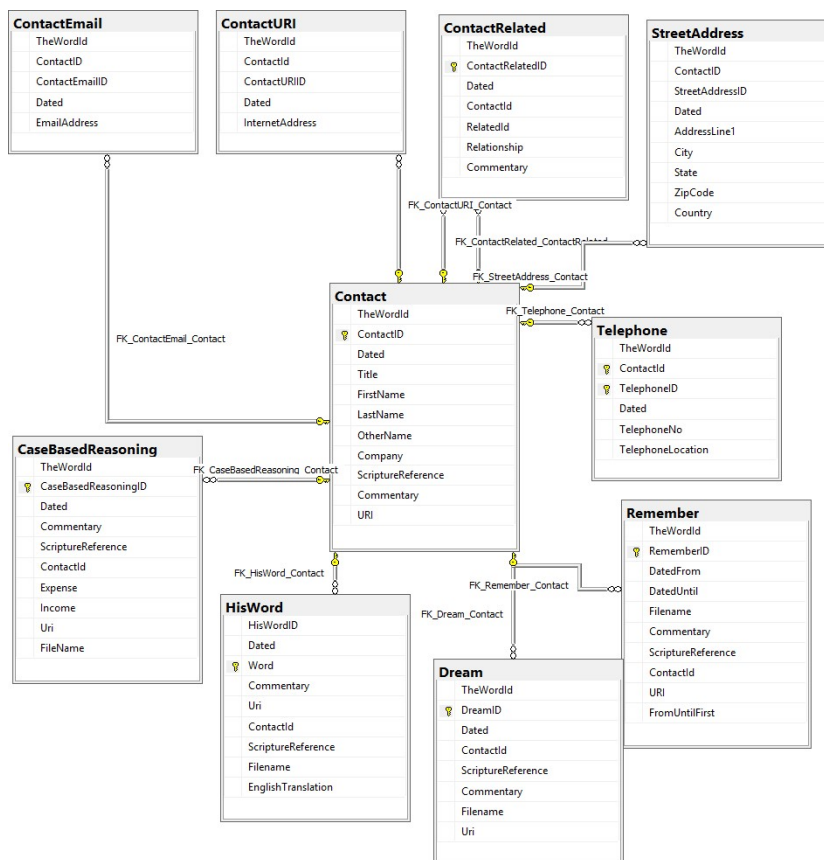 ContactEmail
TheWordId
ContactID
ContactEmailID
Dated
EmailAddress
ContactURI
TheWordId
ContactId
ContactURIID
Dated
InternetAddress
ContactRelated
TheWordId
ContactRelatedID
Dated
ContactId
RelatedId
Relationship
Commentary
StreetAddress
TheWordId
ContactID
StreetAddressID
Dated
AddressLine1
City
State
ZipCode
Country
FK_ContactURI_Contact
FK_ContactRelated_ContactRelated
FK_StreetAddress_Contact
FK_Telephone_Contact
FK_ContactEmail_Contact
Contact
TheWordId
ContactID
Dated
Title
FirstName
LastName
OtherName
Company
ScriptureReference
Commentary
URI
Telephone
TheWordId
ContactId
TelephoneID
Dated
TelephoneNo
TelephoneLocation
CaseBasedReasoning
TheWordId
CaseBasedReasoningID
Dated
Commentary
ScriptureReference
ContactId
Expense
Income
Uri
FileName
FK_CaseBasedReasoning_Contact
FK_HisWord_Contact
FK_Remember_Contact
FK_Dream_Contact
HisWord
HisWordID
Dated
Word
Commentary
Uri
ContactId
ScriptureReference
Filename
EnglishTranslation
Dream
TheWordId
DreamID
Dated
ContactId
ScriptureReference
Commentary
Filename
Uri
Remember
TheWordId
RememberID
DatedFrom
DatedUntil
Filename
Commentary
ScriptureReference
ContactId
URI
FromUntilFirst